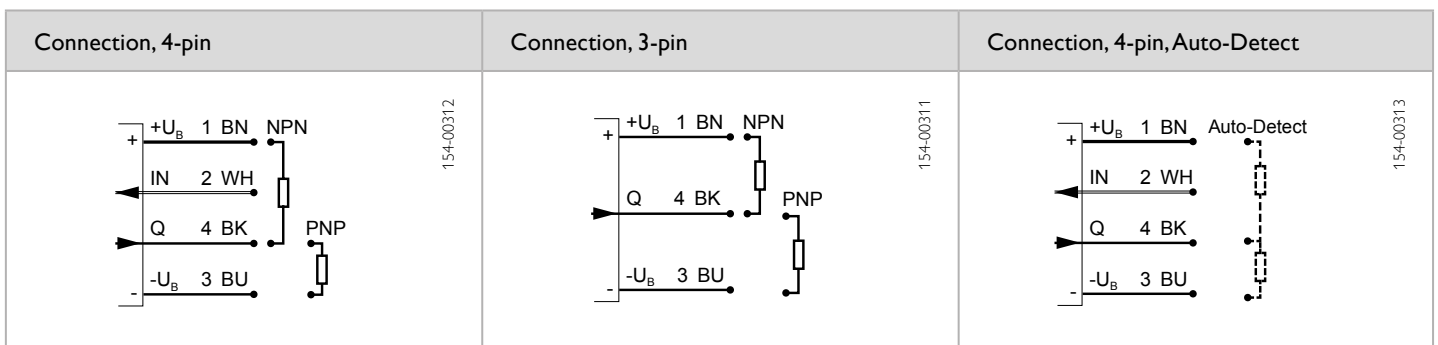 Connection, 4-pin
Connection, 3-pin
Connection, 4-pin, Auto-Detect
+ +UB 1 BN NPN
IN 2 WH
Q 4 BK PNP
- -UB 3 BU
154-00312
+ +UB 1 BN NPN
Q 4 BK PNP
- -UB 3 BU
154-00311
+ +UB 1 BN Auto-Detect
IN 2 WH
Q 4 BK
- -UB 3 BU
154-00313